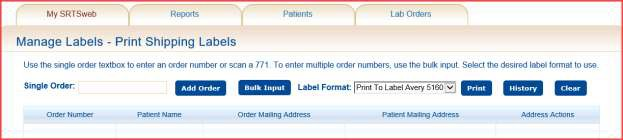 My SRTSweb Reports Patients Lab Orders
Manage Labels - Print Shipping Labels
Use the single order textbox to enter an order number or scan a 771. To enter multiple order numbers, use the bulk input. Select the desired label format to use.
Single Order: Add Order Bulk Input Label Format: Print To Label Avery 5160 Print History Clear
Order Number Patient Name Order Mailing Address Patient Mailing Address Address Actions